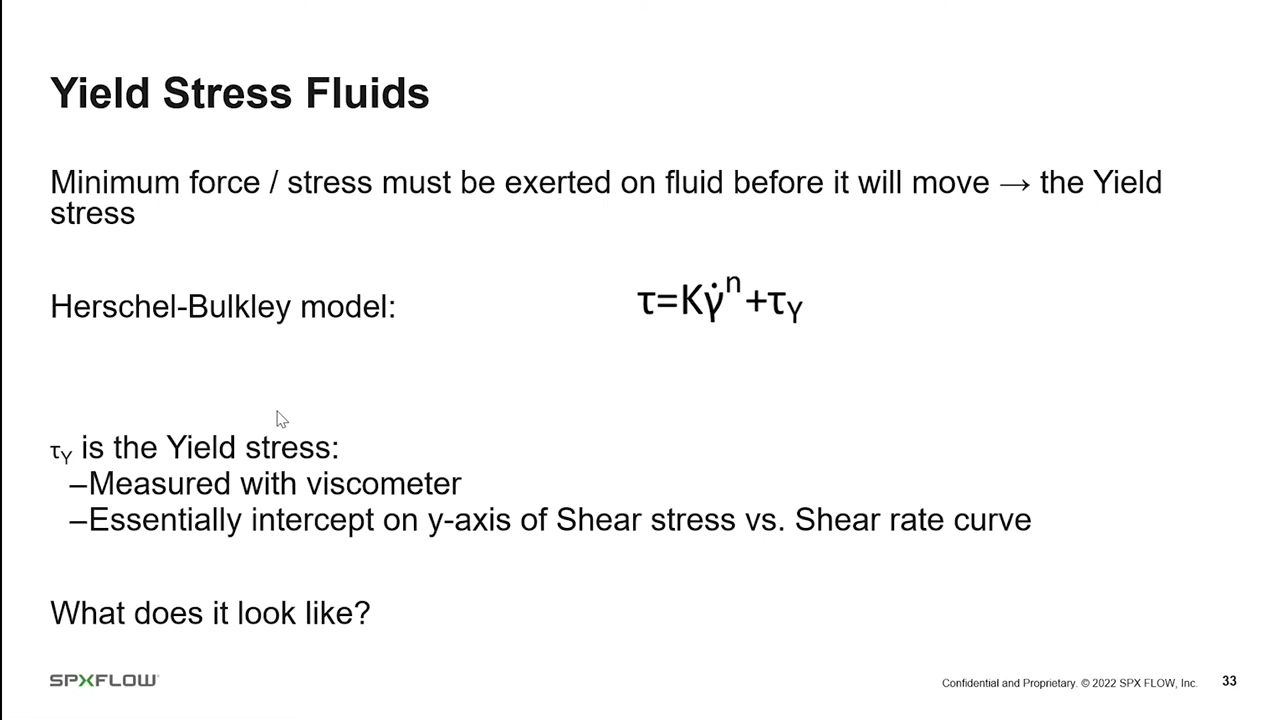 Yield Stress Fluids
Minimum force / stress must be exerted on fluid before it will move → the Yield
stress
Herschel-Bulkley model:
τ=Kγ̇ⁿ+τY
τY is the Yield stress:
–Measured with viscometer
–Essentially intercept on y-axis of Shear stress vs. Shear rate curve
What does it look like?
SPXFLOW
Confidential and Proprietary. © 2022 SPX FLOW, Inc.
33